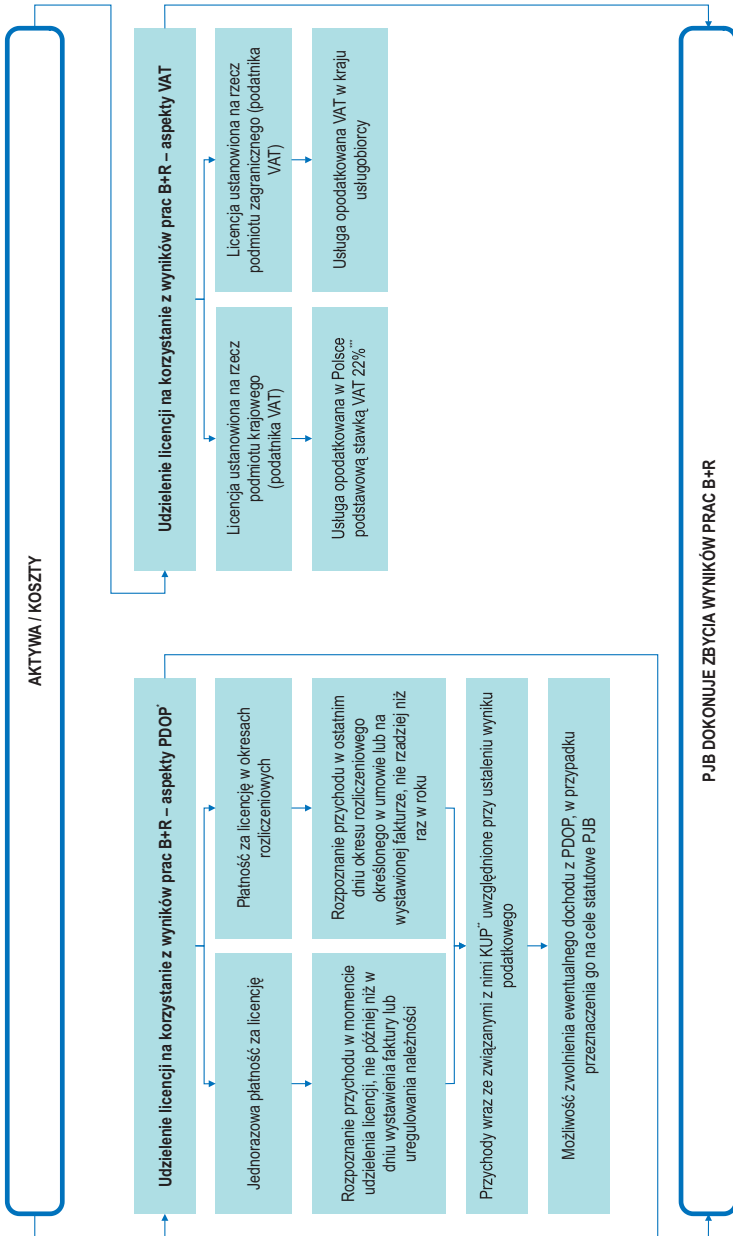 AKTYWA / KOSZTY
Udzielenie licencji na korzystanie z wyników prac B+R – aspekty PDOP*
Jednorazowa płatność za licencję
Płatność za licencję w okresach
rozliczeniowych
Rozpoznanie przychodu w momencie
udzielenia licencji, nie później niż w
dniu wystawienia faktury lub
uregulowania należności
Rozpoznanie przychodu w ostatnim
dniu okresu rozliczeniowego
określonego w umowie lub na
wystawionej fakturze, nie rzadziej niż
raz w roku
Przychody wraz ze związanymi z nimi KUP** uwzględnione przy ustaleniu wyniku
podatkowego
Możliwość zwolnienia ewentualnego dochodu z PDOP, w przypadku
przeznaczenia go na cele statutowe PJB
Udzielenie licencji na korzystanie z wyników prac B+R – aspekty VAT
Licencja ustanowiona na rzecz
podmiotu krajowego
(podatnika VAT)
Licencja ustanowiona na rzecz
podmiotu zagranicznego (podatnika
VAT)
Usługa opodatkowana w Polsce
podstawową stawką VAT 22%***
Usługa opodatkowana VAT w kraju
usługobiorcy
PJB DOKONUJE ZBYCIA WYNIKÓW PRAC B+R